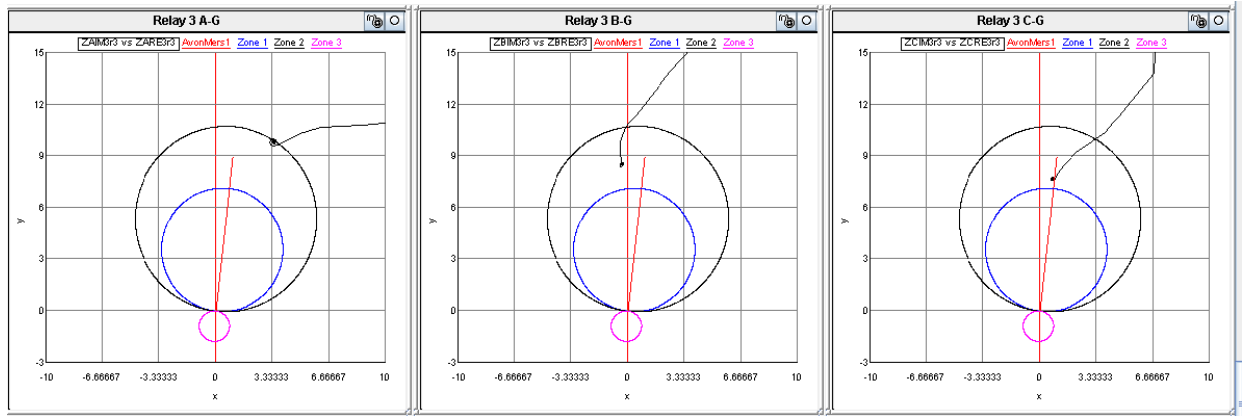 Relay 3 A-G
ZAIM3r3 vs ZARE3r3 AvonMers1 Zone 1 Zone 2 Zone 3
15
12
9
6
3
0
-3
y
-10 -6.66667 -3.33333 0 3.33333 6.66667 10
x
Relay 3 B-G
ZBIM3r3 vs ZBRE3r3 AvonMers1 Zone 1 Zone 2 Zone 3
15
12
9
6
3
0
-3
y
-10 -6.66667 -3.33333 0 3.33333 6.66667 10
x
Relay 3 C-G
ZCIM3r3 vs ZCRE3r3 AvonMers1 Zone 1 Zone 2 Zone 3
15
12
9
6
3
0
-3
y
-10 -6.66667 -3.33333 0 3.33333 6.66667 10
x